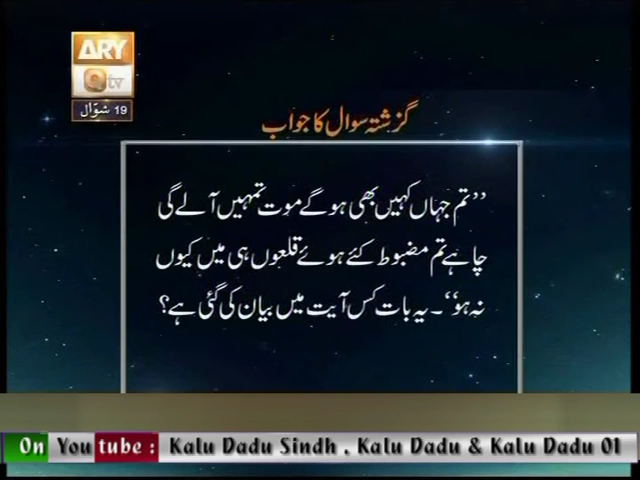 ARY
Qtv
19 شوّال
گزشتہ سوال کا جواب
’’تم جہاں کہیں بھی ہوگے موت تمہیں آلے گی
چاہے تم مضبوط کئے ہوئے قلعوں ہی میں کیوں
نہ ہو‘‘۔ یہ بات کس آیت میں بیان کی گئی ہے؟
On You tube : Kalu Dadu Sindh , Kalu Dadu & Kalu Dadu 01